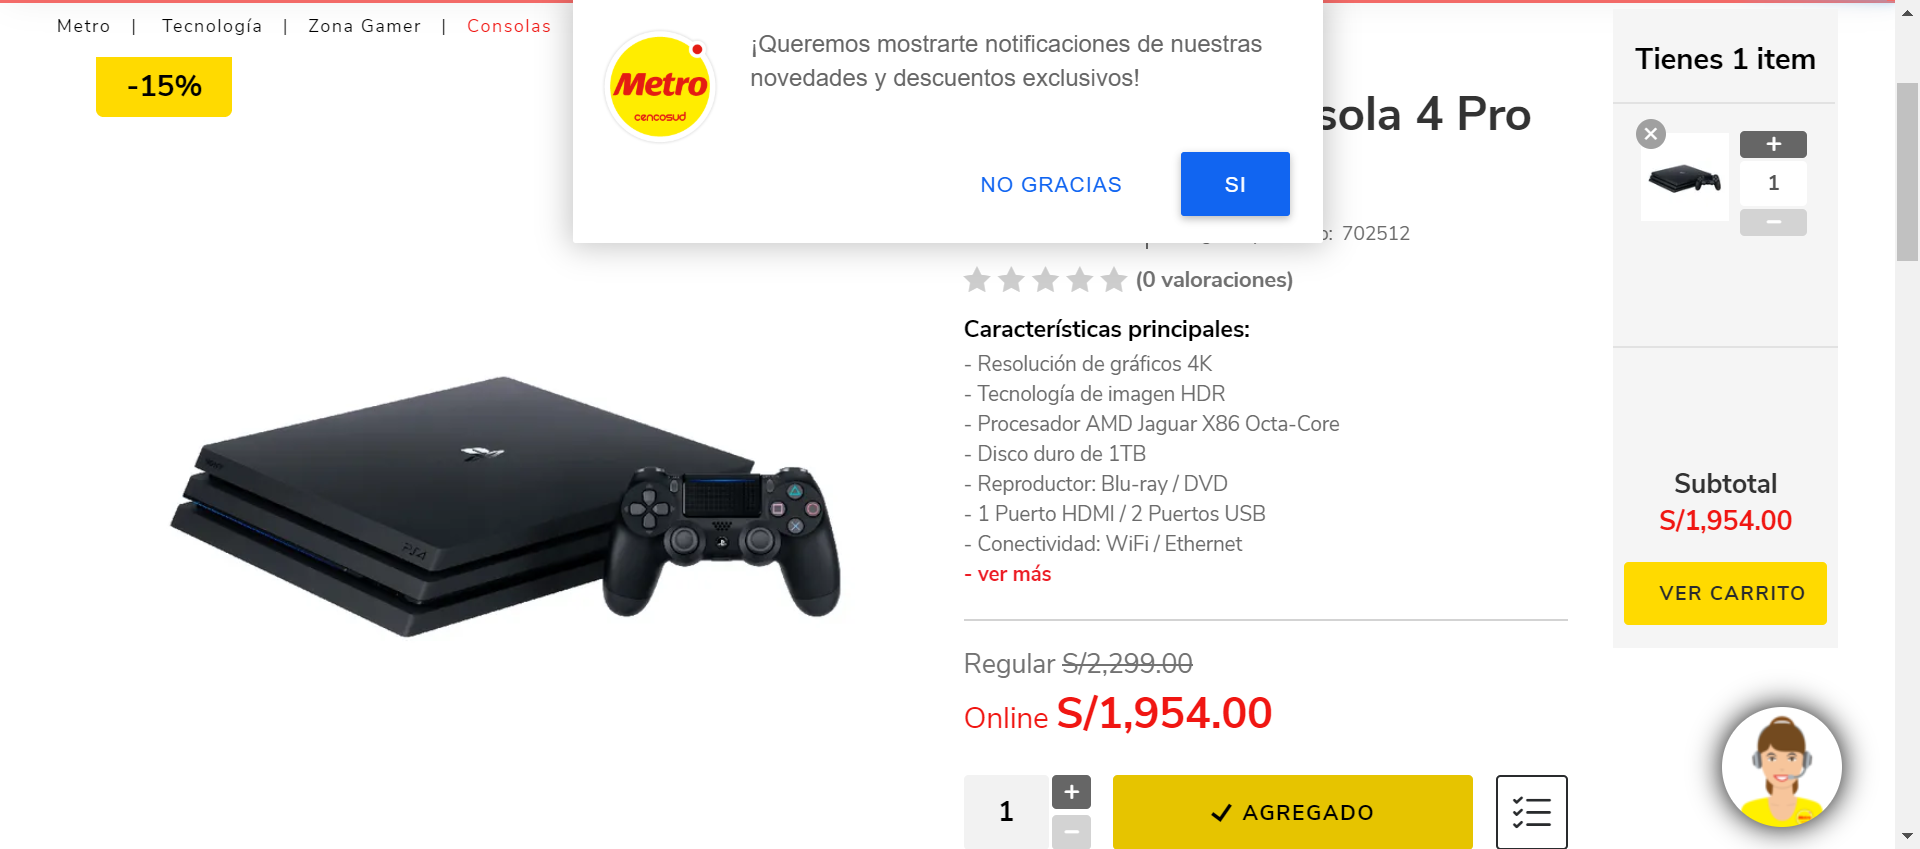 Metro | Tecnología | Zona Gamer | Consolas
-15%
Metro
cencosud
¡Queremos mostrarte notificaciones de nuestras
novedades y descuentos exclusivos!
NO GRACIAS
SI
4 Pro
702512
(0 valoraciones)
Características principales:
- Resolución de gráficos 4K
- Tecnología de imagen HDR
- Procesador AMD Jaguar X86 Octa-Core
- Disco duro de 1TB
- Reproductor: Blu-ray / DVD
- 1 Puerto HDMI / 2 Puertos USB
- Conectividad: WiFi / Ethernet
- ver más
Regular S/2,299.00
Online S/1,954.00
1
+
−
AGREGADO
Tienes 1 item
+
1
−
Subtotal
S/1,954.00
VER CARRITO
PS4